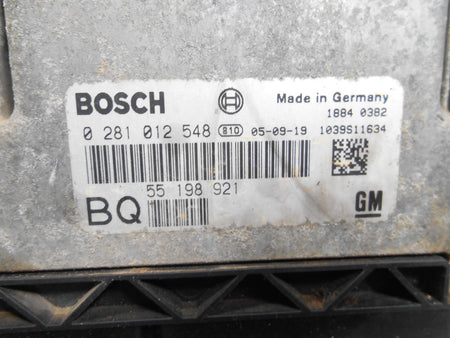 BOSCH Made in Germany
1884 0382
0 281 012 548 810 05-09-19 1039S11634
55 198 921
BQ GM